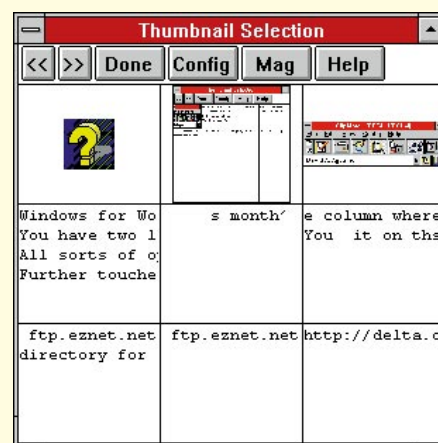 Thumbnail Selection
<< >> Done Config Mag Help
Windows for Wo
You have two l
All sorts of o
Further touche
s month´
e column where
You it on ths
ftp.eznet.net
directory for
ftp.eznet.net
http://delta.c